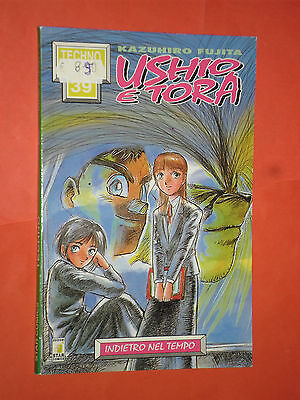 TECHNO
39
KAZUHIRO FUJITA
USHIO
E TORA
INDIETRO NEL TEMPO